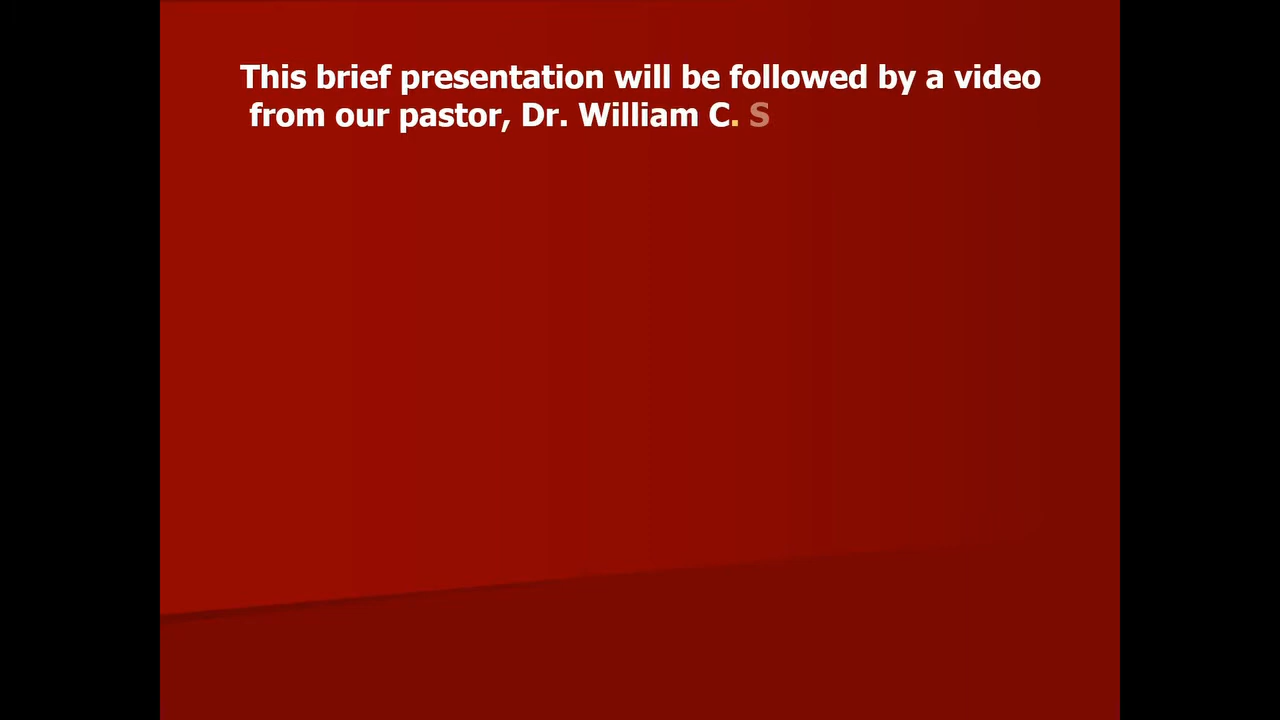 This brief presentation will be followed by a video
from our pastor, Dr. William C. S